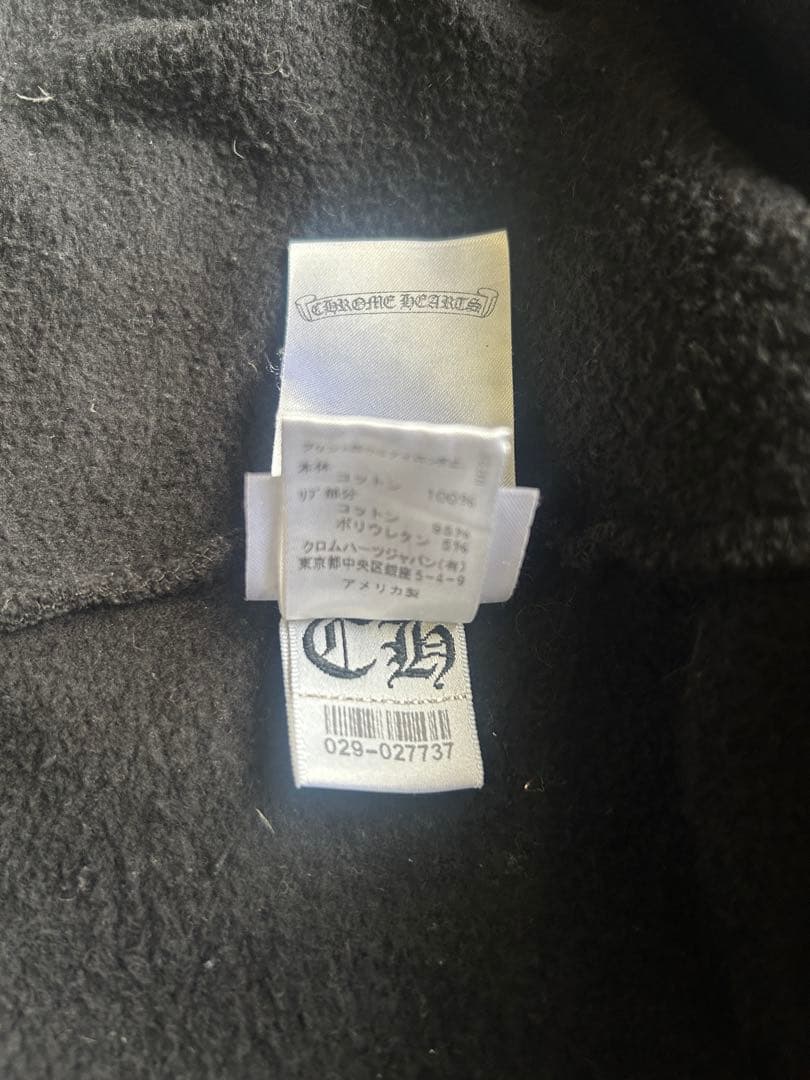 CHROME HEARTS
コットン 100%
リブ部分
コットン 95%
ポリウレタン 5%
クロムハーツジャパン(有)
東京都中央区銀座5-4-9
アメリカ製
CH
029-027737